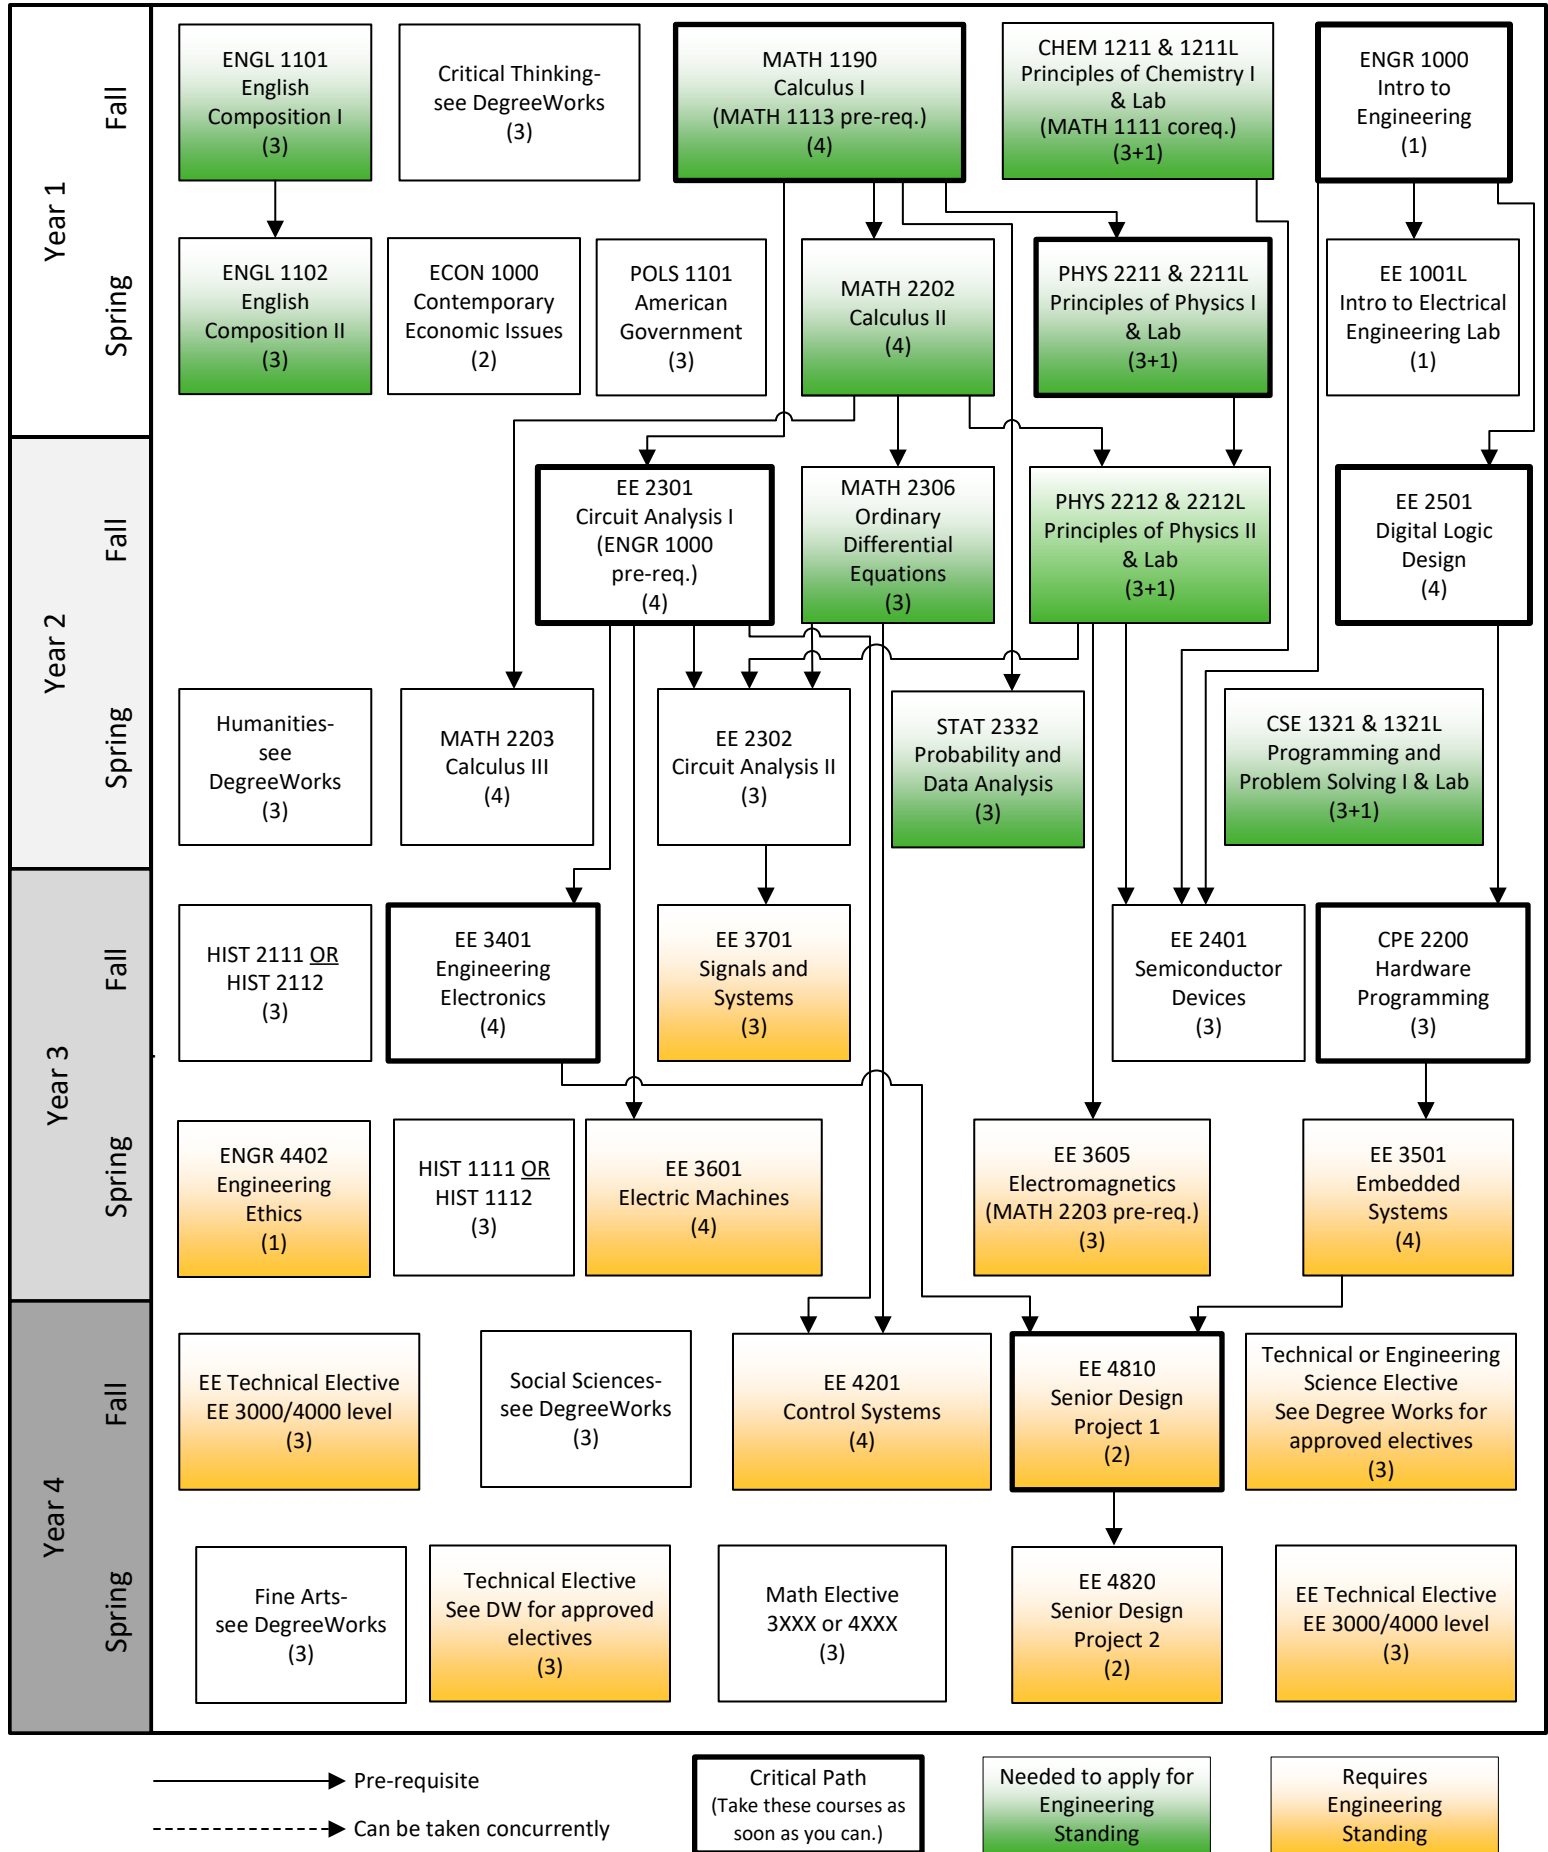 Year 1
Fall
ENGL 1101
English
Composition I
(3)
Critical Thinking-
see DegreeWorks
(3)
MATH 1190
Calculus I
(MATH 1113 pre-req.)
(4)
CHEM 1211 & 1211L
Principles of Chemistry I
& Lab
(MATH 1111 coreq.)
(3+1)
ENGR 1000
Intro to
Engineering
(1)
Spring
ENGL 1102
English
Composition II
(3)
ECON 1000
Contemporary
Economic Issues
(2)
POLS 1101
American
Government
(3)
MATH 2202
Calculus II
(4)
PHYS 2211 & 2211L
Principles of Physics I
& Lab
(3+1)
EE 1001L
Intro to Electrical
Engineering Lab
(1)
Year 2
Fall
EE 2301
Circuit Analysis I
(ENGR 1000
pre-req.)
(4)
MATH 2306
Ordinary
Differential
Equations
(3)
PHYS 2212 & 2212L
Principles of Physics II
& Lab
(3+1)
EE 2501
Digital Logic
Design
(4)
Spring
Humanities-
see
DegreeWorks
(3)
MATH 2203
Calculus III
(4)
EE 2302
Circuit Analysis II
(3)
STAT 2332
Probability and
Data Analysis
(3)
CSE 1321 & 1321L
Programming and
Problem Solving I & Lab
(3+1)
Year 3
Fall
HIST 2111 OR
HIST 2112
(3)
EE 3401
Engineering
Electronics
(4)
EE 3701
Signals and
Systems
(3)
EE 2401
Semiconductor
Devices
(3)
CPE 2200
Hardware
Programming
(3)
Spring
ENGR 4402
Engineering
Ethics
(1)
HIST 1111 OR
HIST 1112
(3)
EE 3601
Electric Machines
(4)
EE 3605
Electromagnetics
(MATH 2203 pre-req.)
(3)
EE 3501
Embedded
Systems
(4)
Year 4
Fall
EE Technical Elective
EE 3000/4000 level
(3)
Social Sciences-
see DegreeWorks
(3)
EE 4201
Control Systems
(4)
EE 4810
Senior Design
Project 1
(2)
Technical or Engineering
Science Elective
See Degree Works for
approved electives
(3)
Spring
Fine Arts-
see DegreeWorks
(3)
Technical Elective
See DW for approved
electives
(3)
Math Elective
3XXX or 4XXX
(3)
EE 4820
Senior Design
Project 2
(2)
EE Technical Elective
EE 3000/4000 level
(3)
Pre-requisite
Can be taken concurrently
Critical Path
(Take these courses as
soon as you can.)
Needed to apply for
Engineering
Standing
Requires
Engineering
Standing